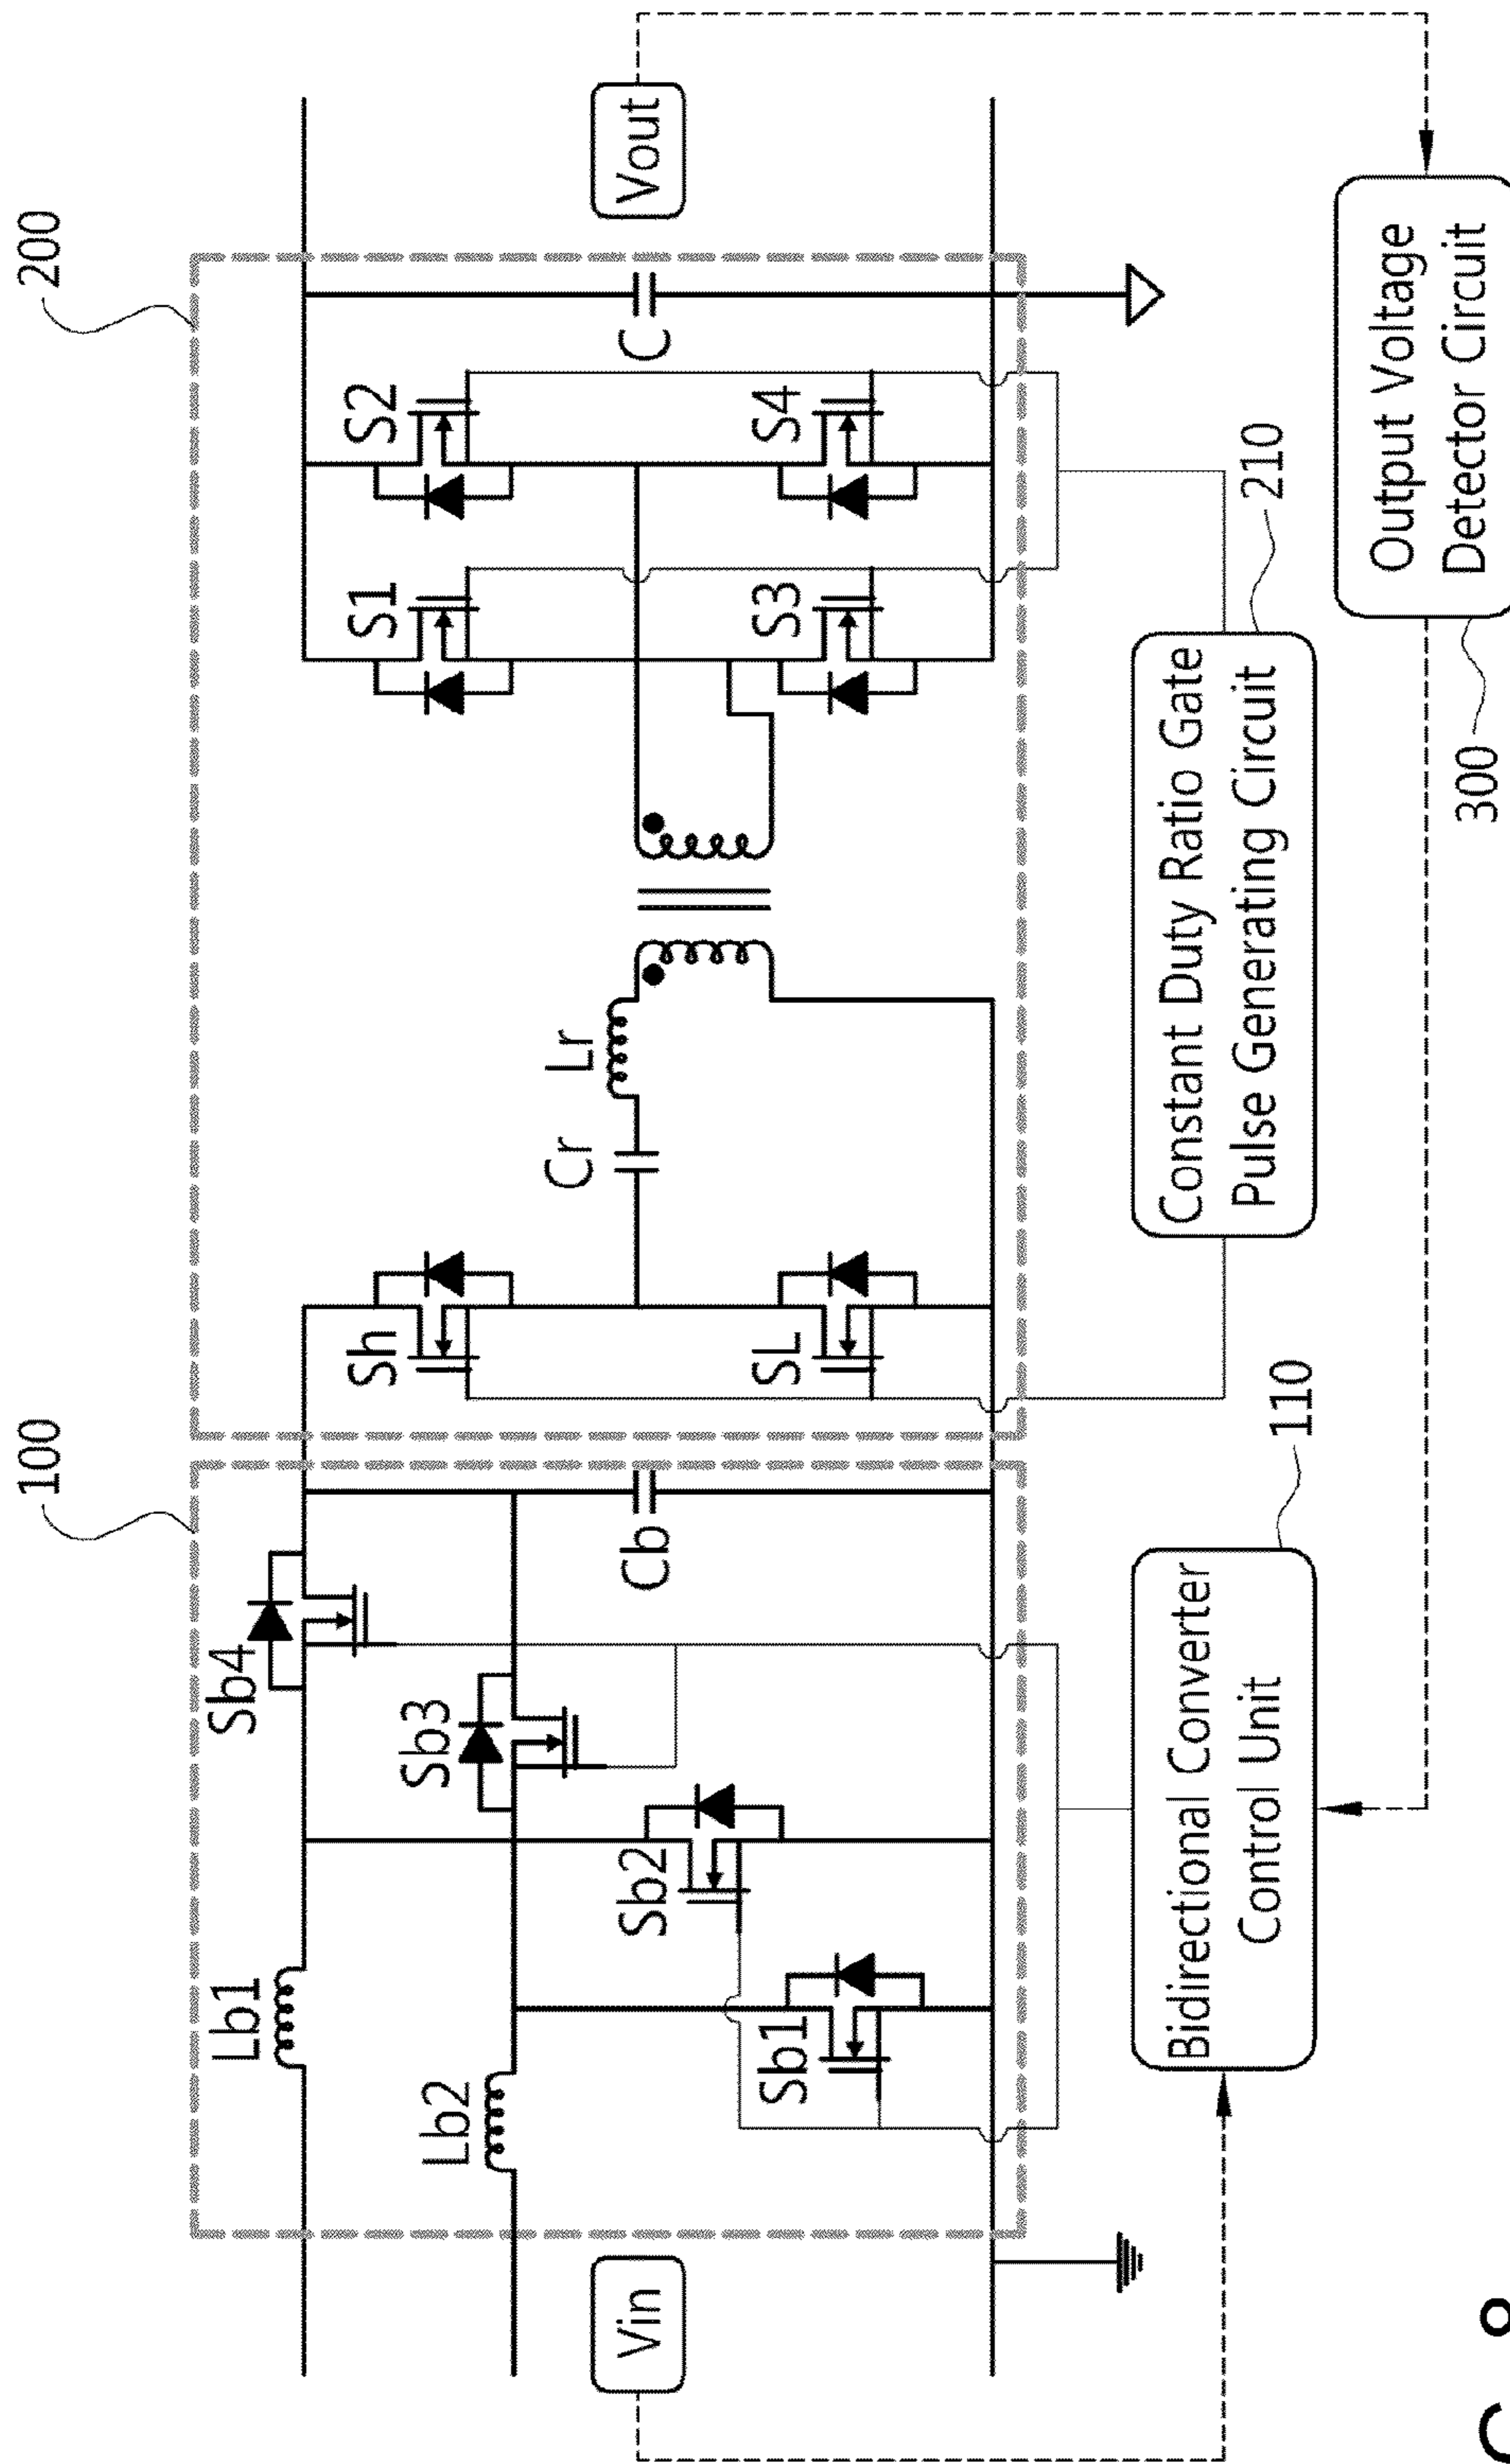 100
200
Lb1
Sb4
Lb2
Sb3
Sb2
Sb1
Cb
Sh
SL
Cr
Lr
S1
S2
S3
S4
C
Vin
Vout
Bidirectional Converter
Control Unit
110
Constant Duty Ratio Gate
Pulse Generating Circuit
210
Output Voltage
Detector Circuit
300